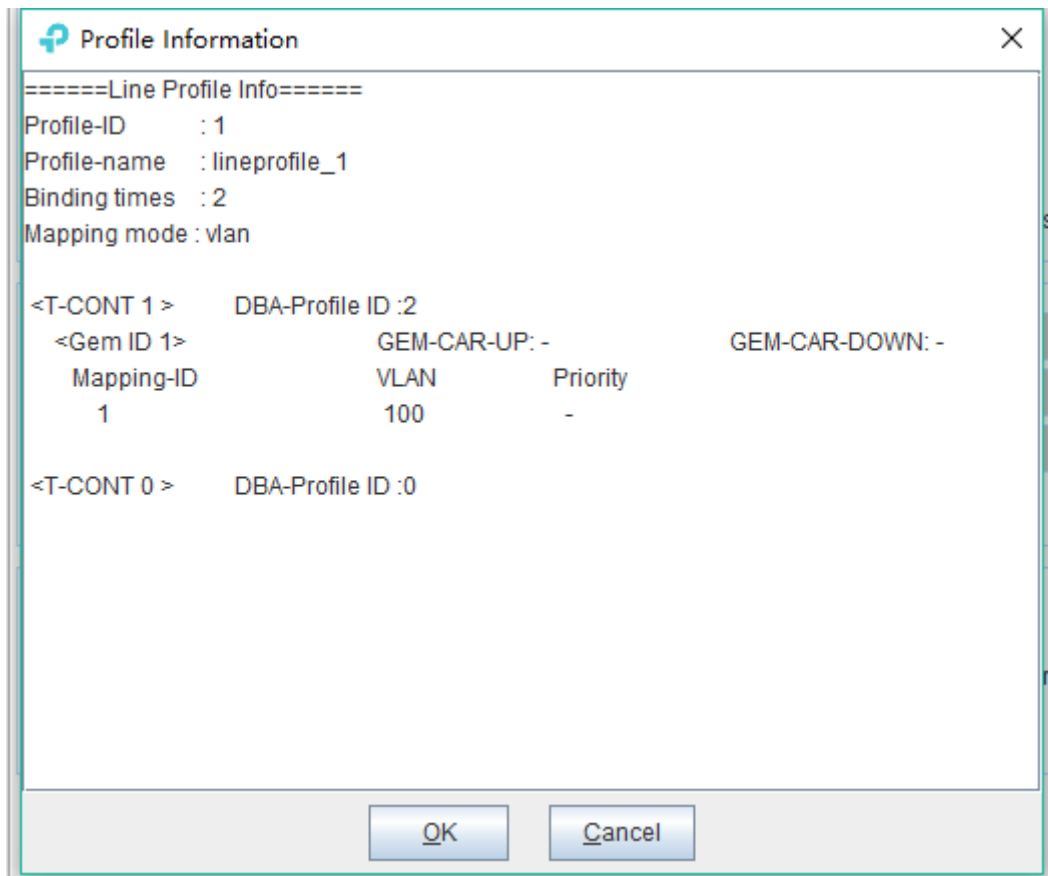 Profile Information
======Line Profile Info======
Profile-ID : 1
Profile-name : lineprofile_1
Binding times : 2
Mapping mode : vlan
<T-CONT 1 > DBA-Profile ID :2
<Gem ID 1> GEM-CAR-UP: - GEM-CAR-DOWN: -
Mapping-ID VLAN Priority
1 100 -
<T-CONT 0 > DBA-Profile ID :0
OK Cancel